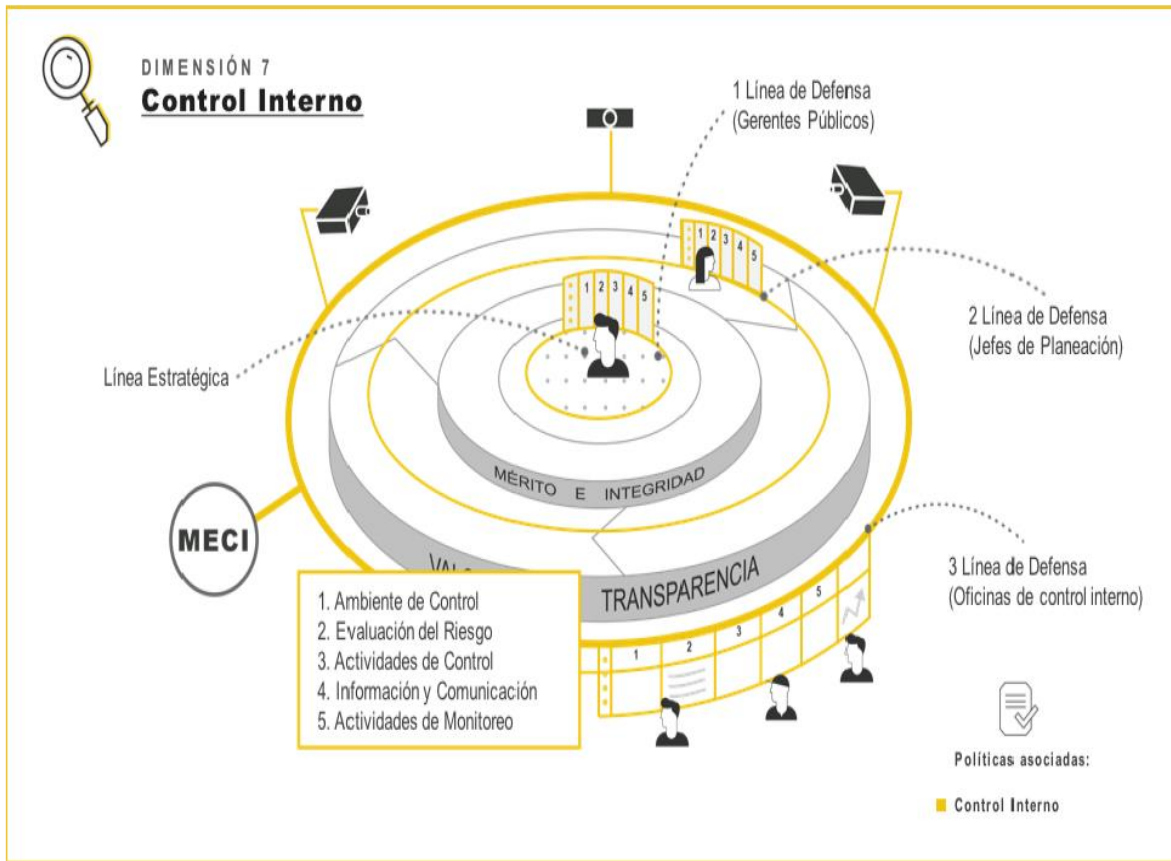 DIMENSIÓN 7
Control Interno
1 Línea de Defensa
(Gerentes Públicos)
1 2 3 4 5
1 2 3 4 5
2 Línea de Defensa
(Jefes de Planeación)
Línea Estratégica
MÉRITO E INTEGRIDAD
MECI
TRANSPARENCIA
3 Línea de Defensa
(Oficinas de control interno)
1. Ambiente de Control
2. Evaluación del Riesgo
3. Actividades de Control
4. Información y Comunicación
5. Actividades de Monitoreo
1 2 3 4 5
Políticas asociadas:
Control Interno